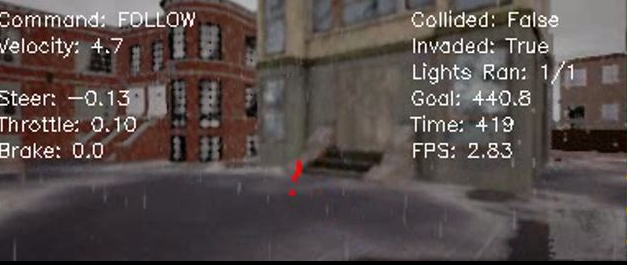 Command: FOLLOW
Velocity: 4.7
Steer: -0.13
Throttle: 0.10
Brake: 0.0
Collided: False
Invaded: True
Lights Ran: 1/1
Goal: 440.8
Time: 419
FPS: 2.83